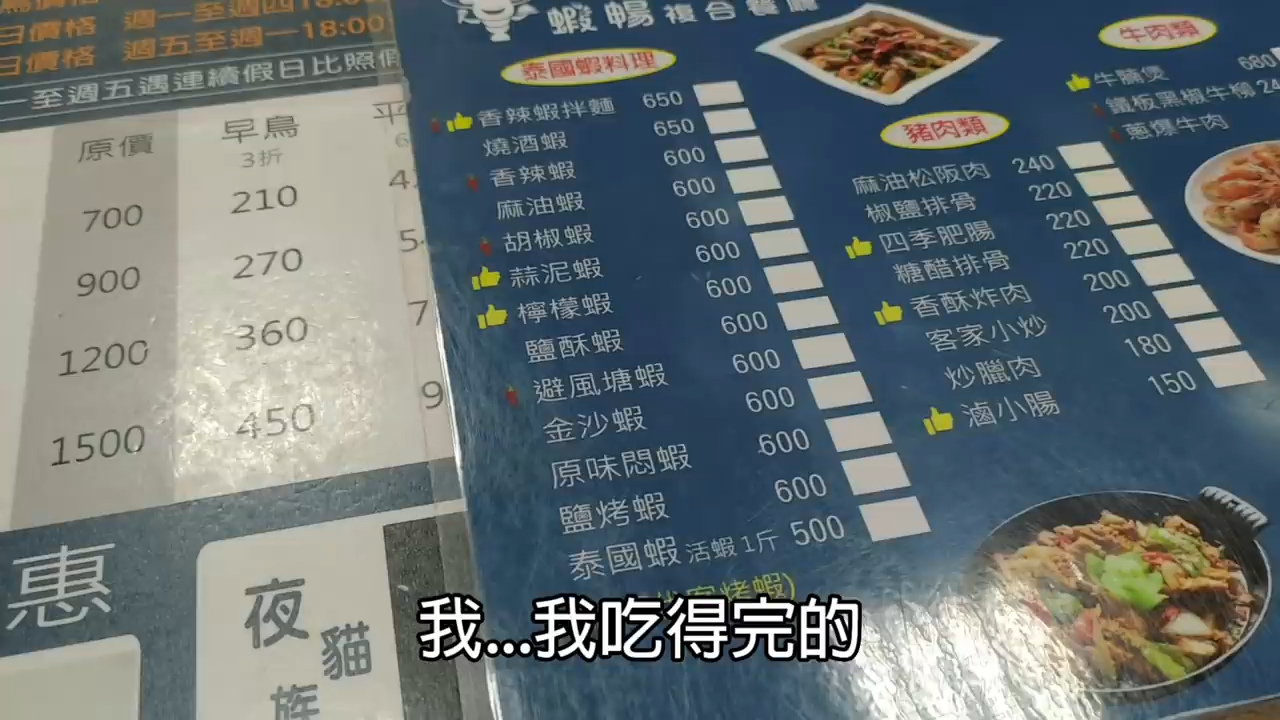 日價格 週一至週四18:00
日價格 週五至週一18:00
一至週五遇連續假日比照假
原價 早鳥 平
3折
700 210
900 270
1200 360
1500 450
惠
夜
貓
族
蝦暢複合餐廳
泰國蝦料理
香辣蝦拌麵 650
燒酒蝦 650
香辣蝦 600
麻油蝦 600
胡椒蝦 600
蒜泥蝦 600
檸檬蝦 600
鹽酥蝦 600
避風塘蝦 600
金沙蝦 600
原味悶蝦 600
鹽烤蝦 600
泰國蝦 活蝦1斤 500
豬肉類
麻油松阪肉 240
椒鹽排骨 220
四季肥腸 220
糖醋排骨 220
香酥炸肉 200
客家小炒 200
炒臘肉 180
滷小腸 150
牛肉類
牛腩煲 680
鐵板黑椒牛柳 24
蔥爆牛肉
我...我吃得完的